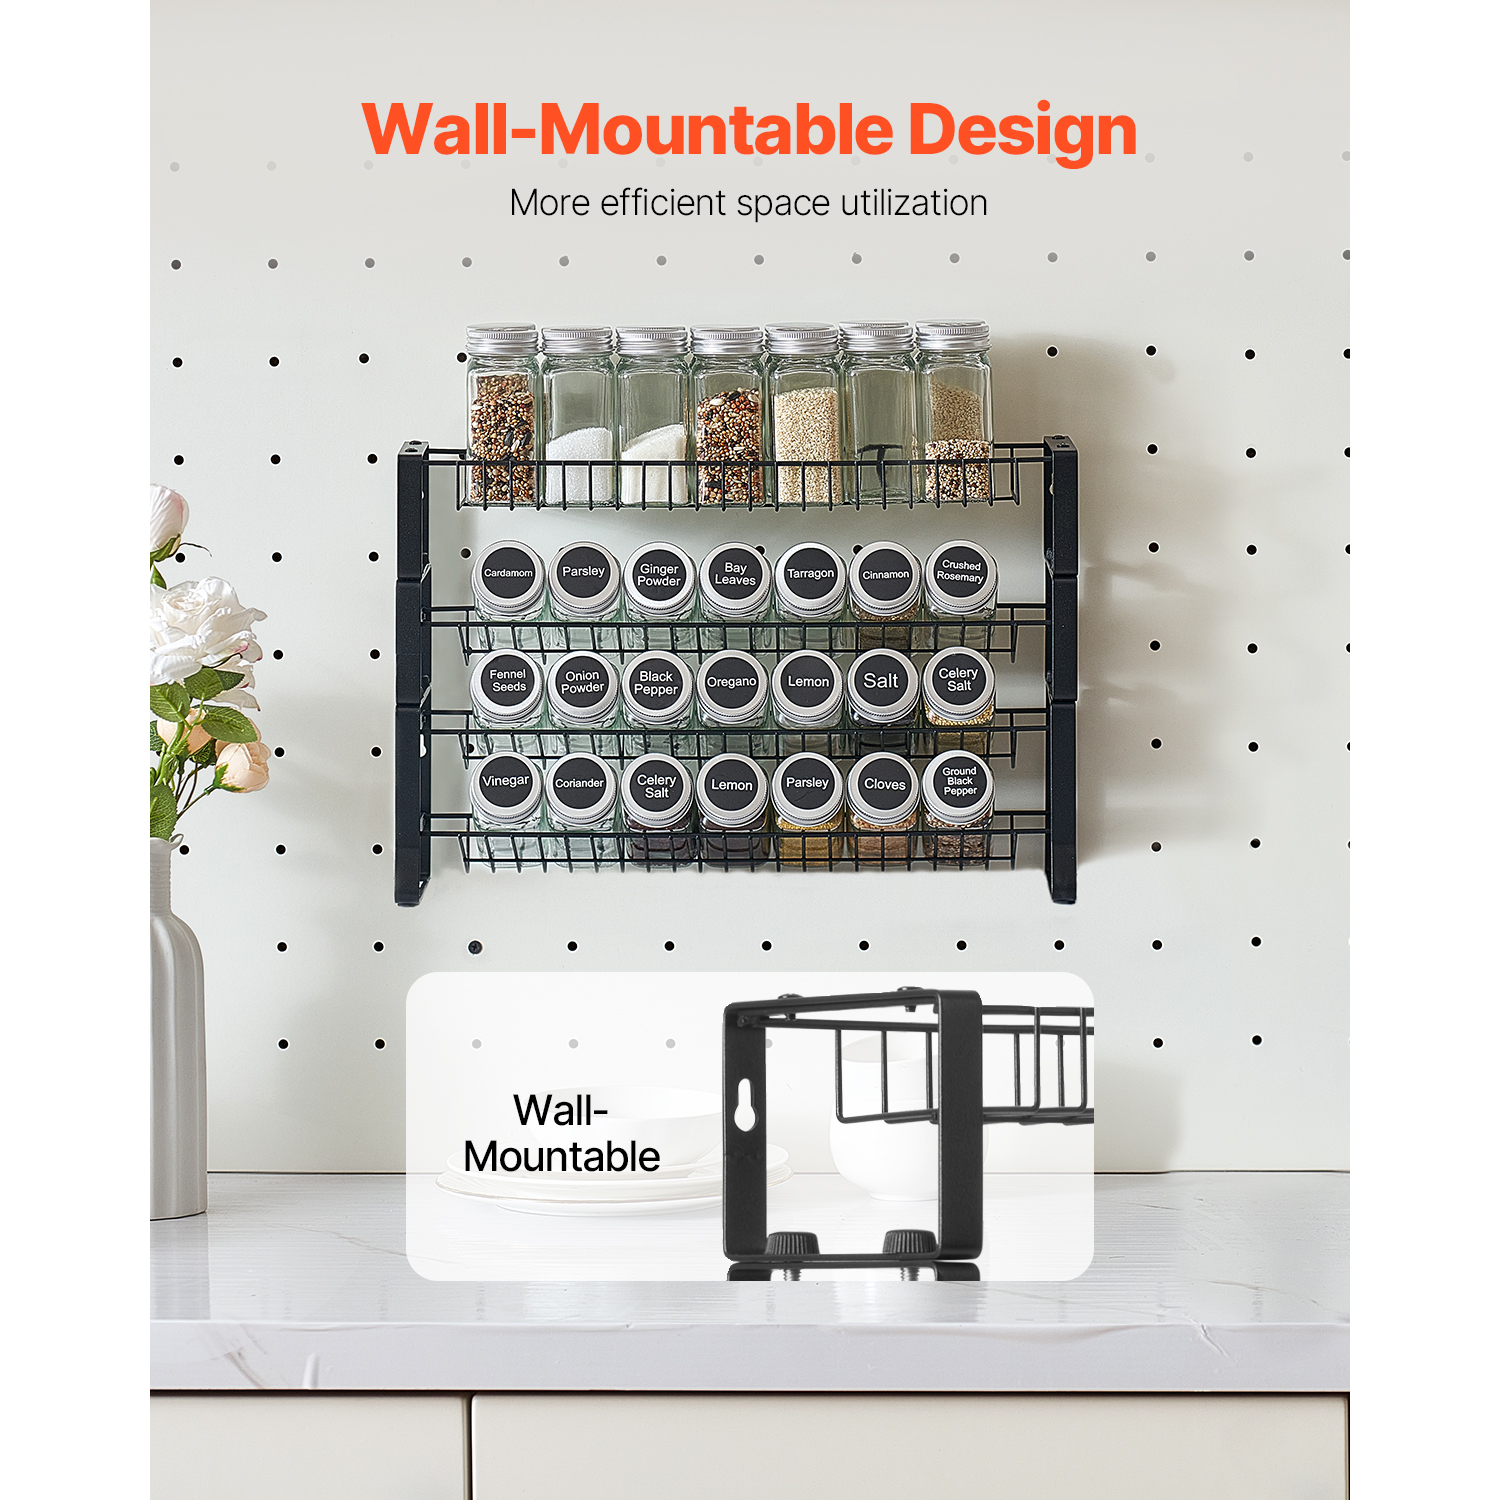 Wall-Mountable Design
More efficient space utilization
Cardamom
Parsley
Ginger
Powder
Bay
Leaves
Tarragon
Cinnamon
Crushed
Rosemary
Fennel
Seeds
Onion
Powder
Black
Pepper
Oregano
Lemon
Salt
Celery
Salt
Vinegar
Coriander
Celery
Salt
Lemon
Parsley
Cloves
Ground
Black
Pepper
Wall-
Mountable